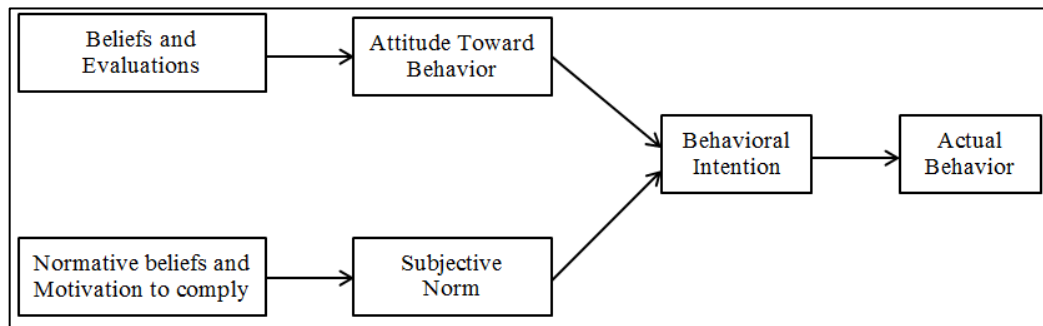 Beliefs and
Evaluations
Attitude Toward
Behavior
Behavioral
Intention
Actual
Behavior
Normative beliefs and
Motivation to comply
Subjective
Norm